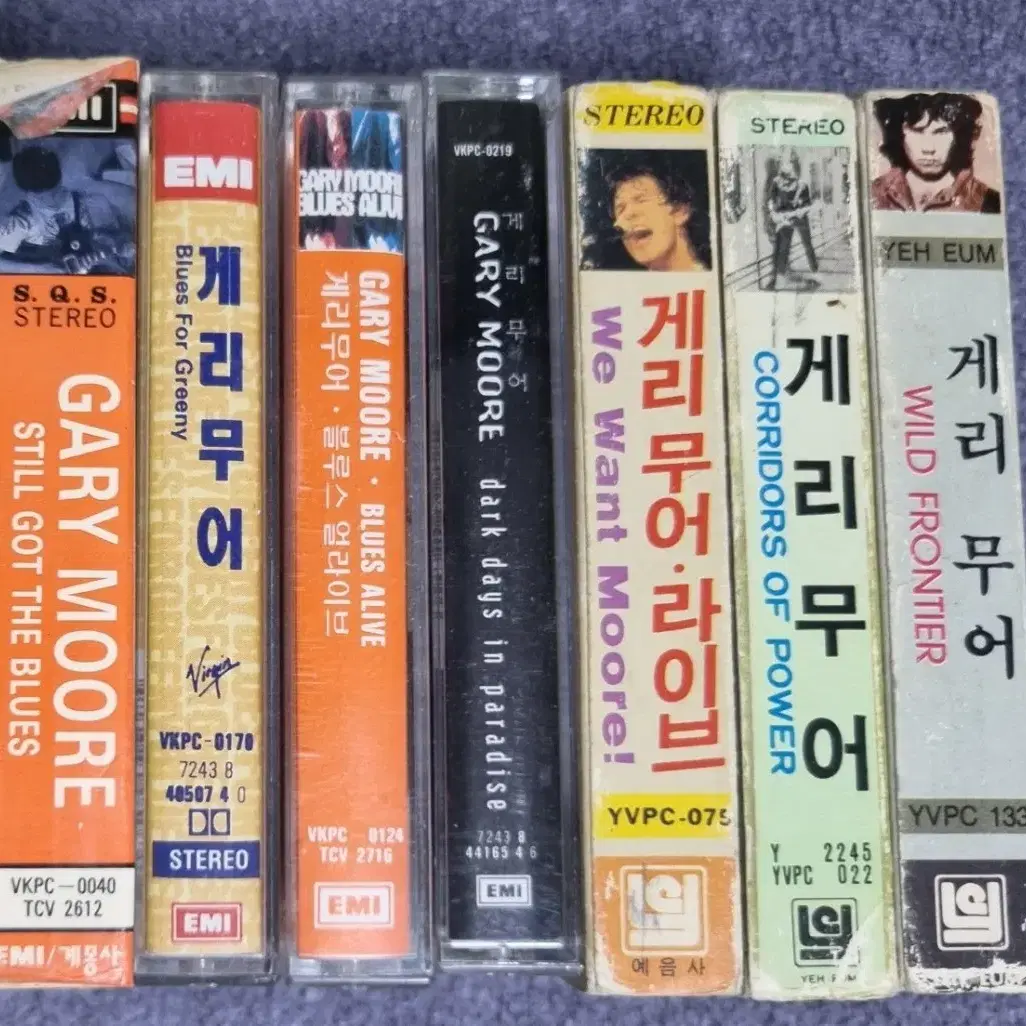 S. Q. S.
STEREO
GARY MOORE
STILL GOT THE BLUES
VKPC-0040
TCV 2612
EMI/계몽사
EMI
게리무어
Blues For Greeny
Virgin
VKPC-0170
7243 8
40507 4 0
STEREO
EMI
GARY MOORE
BLUES ALIVE
GARY MOORE · BLUES ALIVE
게리무어 · 블루스 얼라이브
VKPC-0124
TCV 2716
EMI
VKPC-0219
게리무어
GARY MOORE dark days in paradise
7243 8
44165 4 6
EMI
STEREO
게리무어·라이브
We Want Moore!
YVPC-075
예음사
STEREO
게리무어
CORRIDORS OF POWER
Y 2245
YVPC 022
YEH EUM
YEH EUM
게리무어
WILD FRONTIER
YVPC 133
EUM